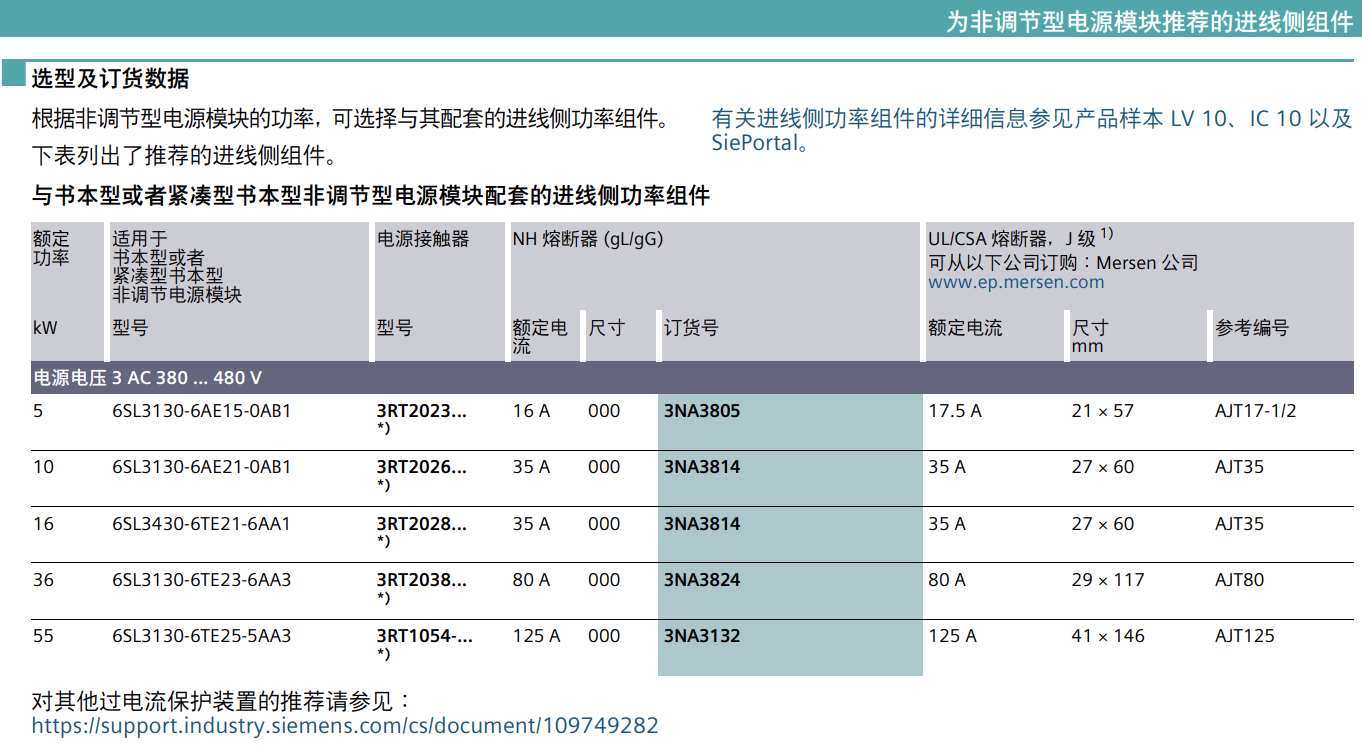 为非调节型电源模块推荐的进线侧组件
选型及订货数据
根据非调节型电源模块的功率，可选择与其配套的进线侧功率组件。
下表列出了推荐的进线侧组件。
有关进线侧功率组件的详细信息参见产品样本 LV 10、IC 10 以及
SiePortal。
与书本型或者紧凑型书本型非调节型电源模块配套的进线侧功率组件
额定
功率
适用于
书本型或者
紧凑型书本型
非调节电源模块
电源接触器
NH 熔断器 (gL/gG)
UL/CSA 熔断器，J 级 1)
可从以下公司订购：Mersen 公司
www.ep.mersen.com
kW
型号
型号
额定电
流
尺寸
订货号
额定电流
尺寸
mm
参考编号
电源电压 3 AC 380 ... 480 V
5 6SL3130-6AE15-0AB1 3RT2023... 16 A 000 3NA3805 17.5 A 21 × 57 AJT17-1/2
*)
10 6SL3130-6AE21-0AB1 3RT2026... 35 A 000 3NA3814 35 A 27 × 60 AJT35
*)
16 6SL3430-6TE21-6AA1 3RT2028... 35 A 000 3NA3814 35 A 27 × 60 AJT35
*)
36 6SL3130-6TE23-6AA3 3RT2038... 80 A 000 3NA3824 80 A 29 × 117 AJT80
*)
55 6SL3130-6TE25-5AA3 3RT1054-... 125 A 000 3NA3132 125 A 41 × 146 AJT125
*)
对其他过电流保护装置的推荐请参见：
https://support.industry.siemens.com/cs/document/109749282